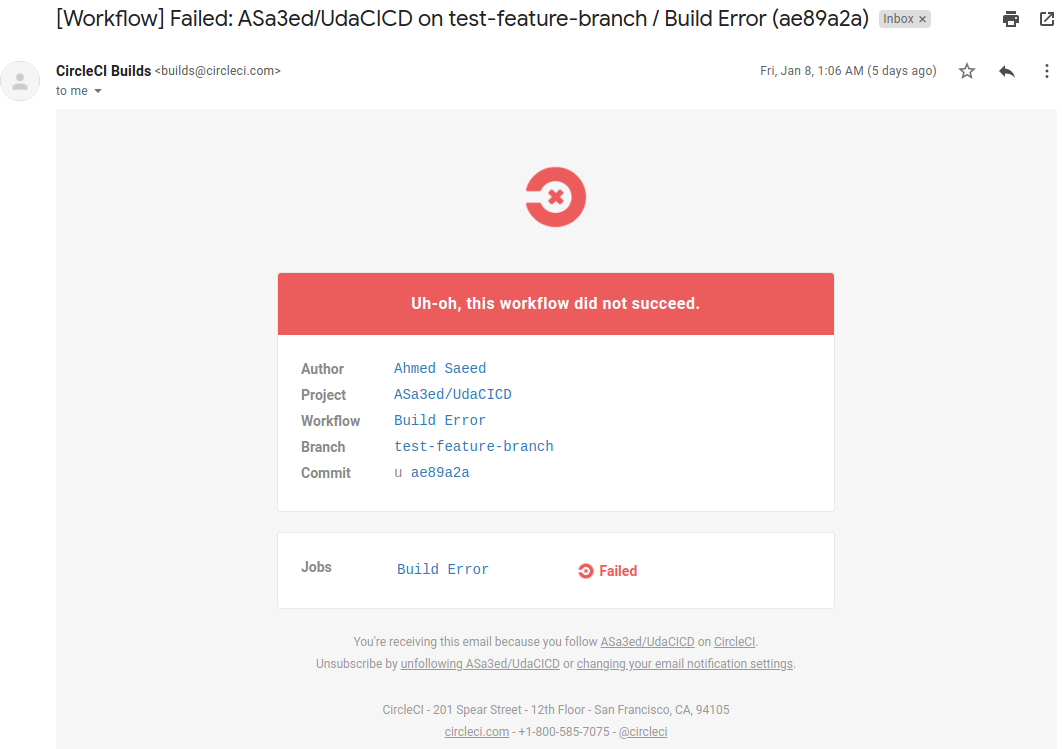 [Workflow] Failed: ASa3ed/UdaCICD on test-feature-branch / Build Error (ae89a2a) Inbox ×
CircleCI Builds <builds@circleci.com> Fri, Jan 8, 1:06 AM (5 days ago)
to me
Uh-oh, this workflow did not succeed.
Author Ahmed Saeed
Project ASa3ed/UdaCICD
Workflow Build Error
Branch test-feature-branch
Commit u ae89a2a
Jobs Build Error Failed
You're receiving this email because you follow ASa3ed/UdaCICD on CircleCI.
Unsubscribe by unfollowing ASa3ed/UdaCICD or changing your email notification settings.
CircleCI - 201 Spear Street - 12th Floor - San Francisco, CA, 94105
circleci.com - +1-800-585-7075 - @circleci